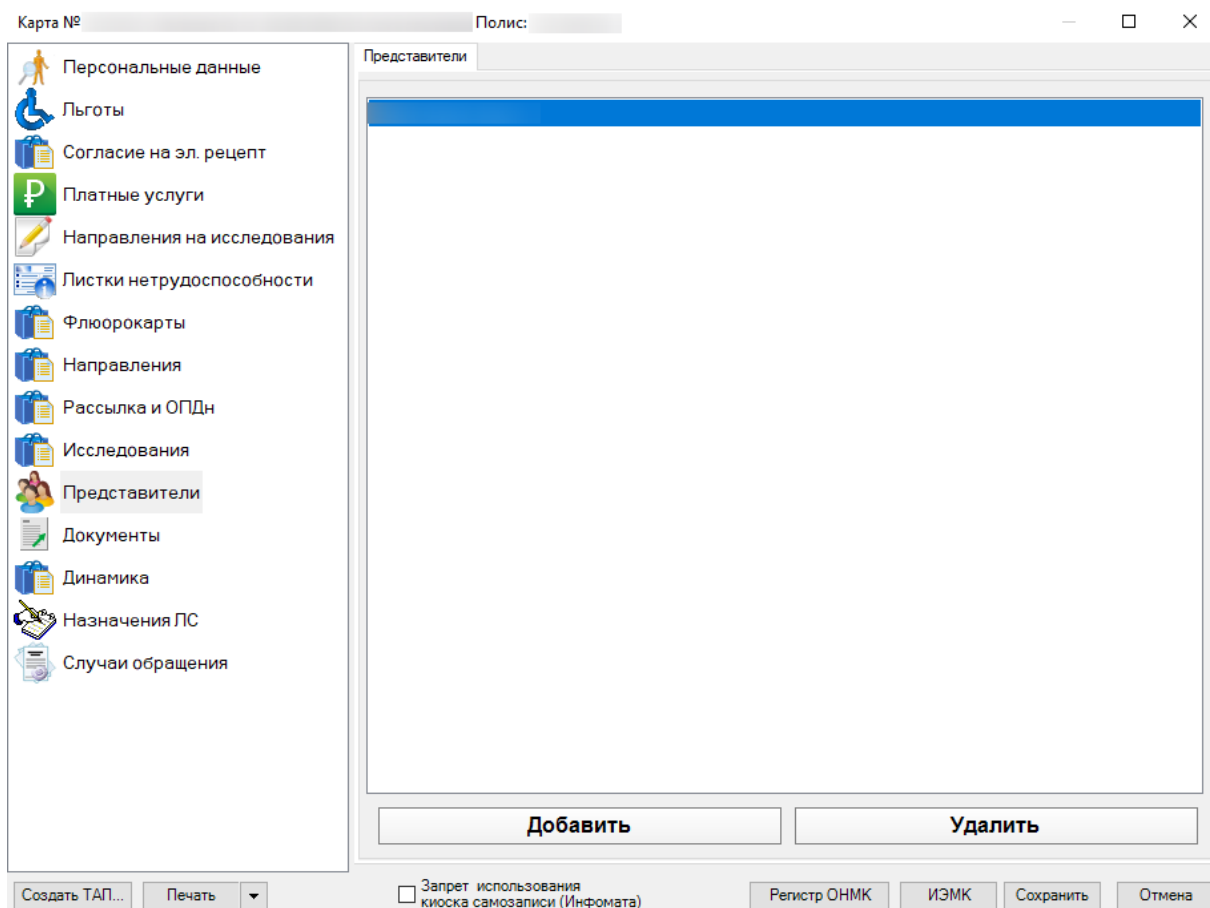 Карта № Полис:
Персональные данные
Льготы
Согласие на эл. рецепт
Платные услуги
Направления на исследования
Листки нетрудоспособности
Флюорокарты
Направления
Рассылка и ОПДн
Исследования
Представители
Документы
Динамика
Назначения ЛС
Случаи обращения
Представители
Добавить Удалить
Создать ТАП... Печать
Запрет использования
киоска самозаписи (Инфомата)
Регистр ОНМК ИЭМК Сохранить Отмена